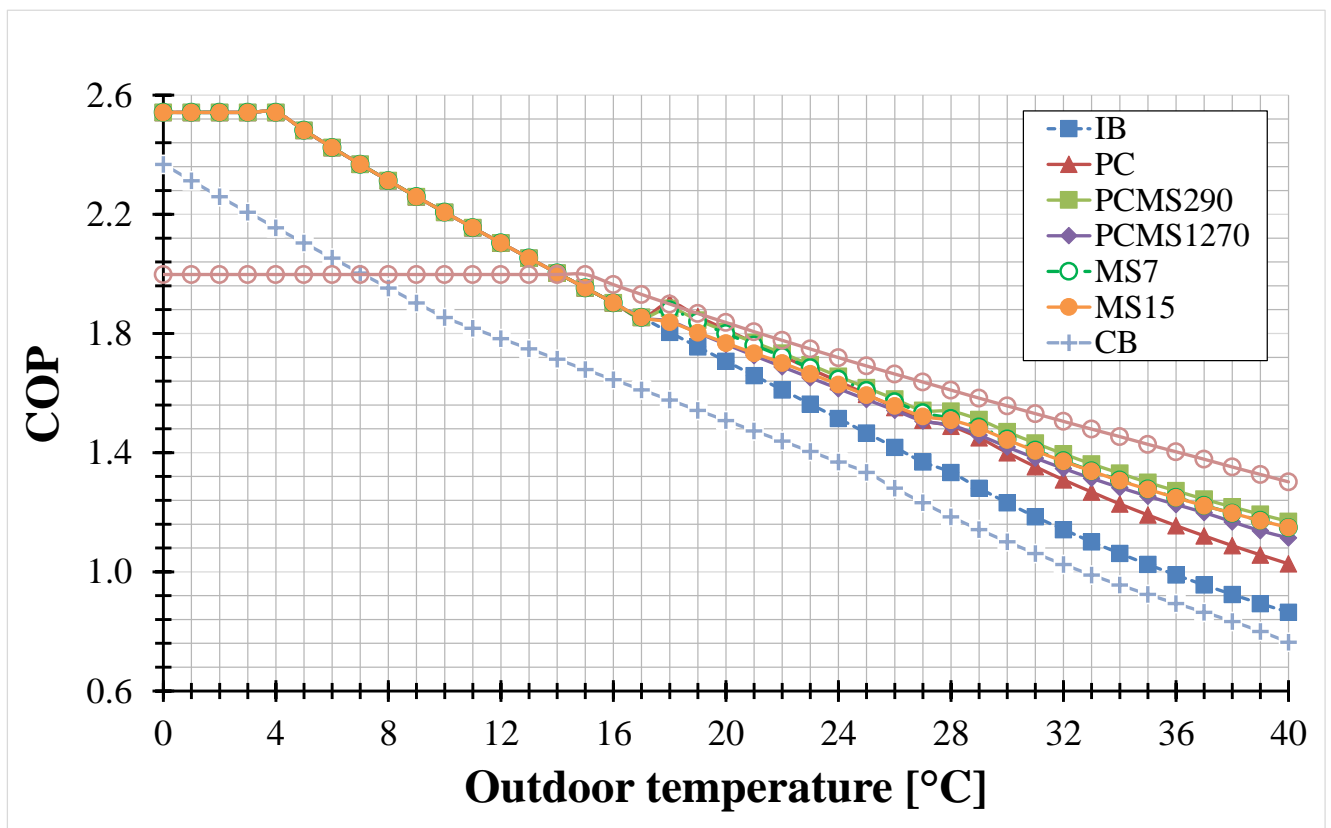 2.6
2.2
1.8
1.4
1.0
0.6
COP
IB
PC
PCMS290
PCMS1270
MS7
MS15
CB
0 4 8 12 16 20 24 28 32 36 40
Outdoor temperature [°C]